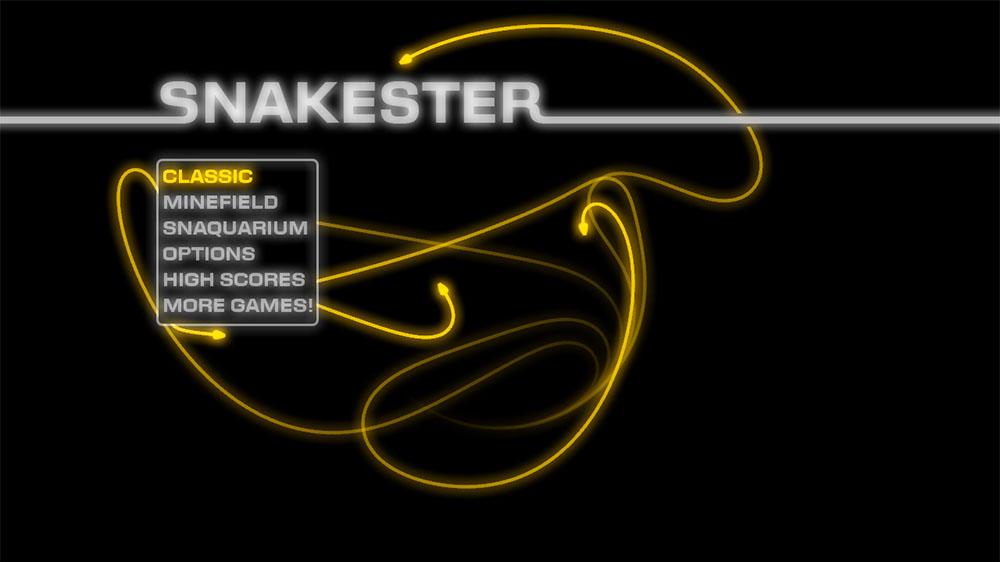 SNAKESTER
CLASSIC
MINEFIELD
SNAQUARIUM
OPTIONS
HIGH SCORES
MORE GAMES!